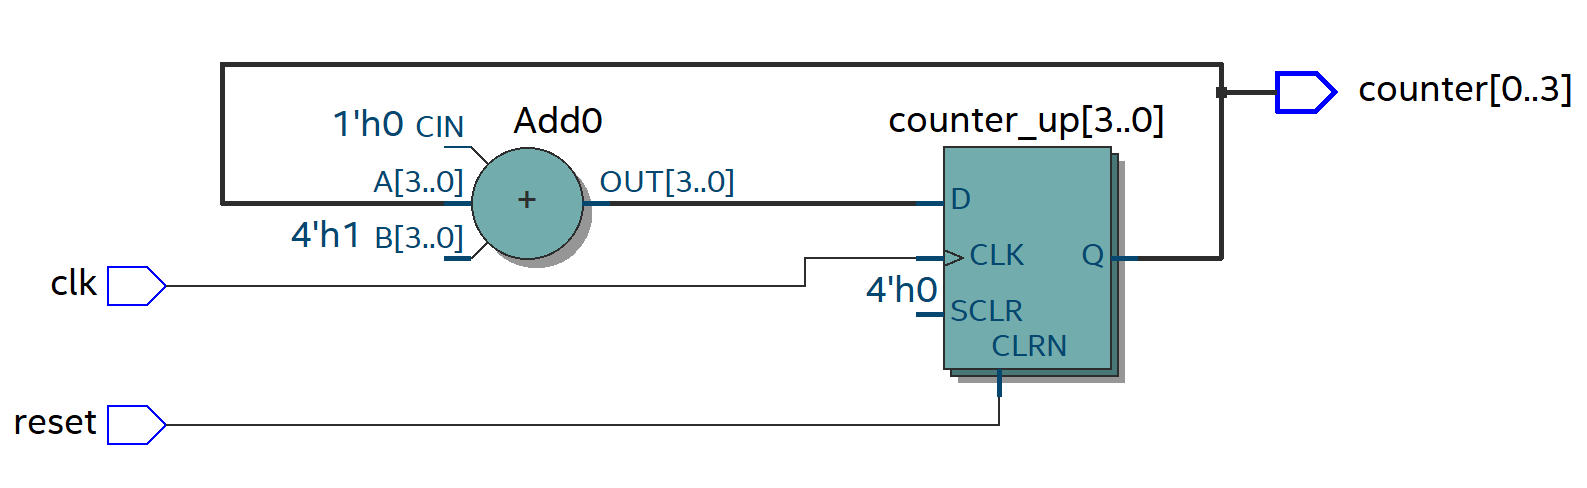 counter[0..3]
1'h0 CIN
Add0
counter_up[3..0]
A[3..0]
+
OUT[3..0]
D
4'h1 B[3..0]
CLK
Q
clk
4'h0
SCLR
CLRN
reset